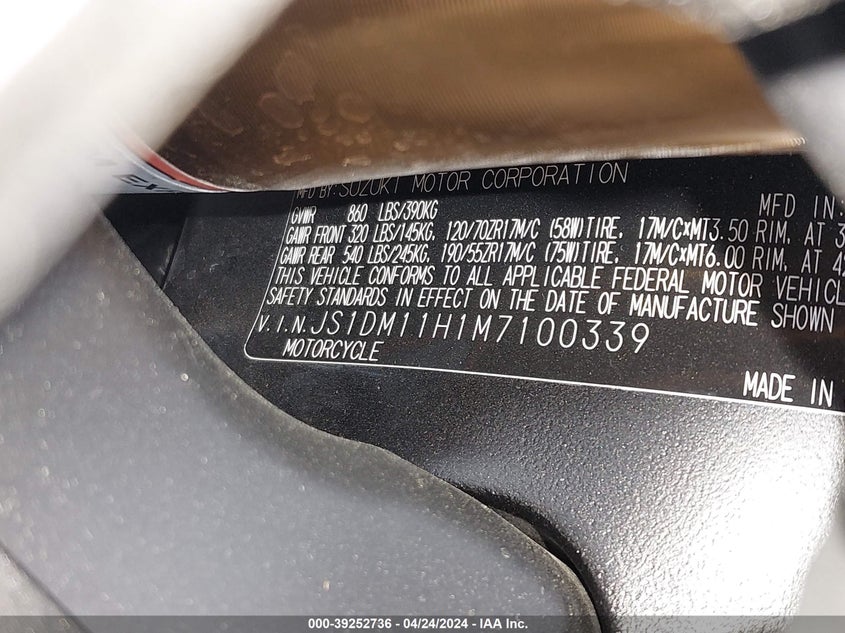 EX
MFD BY: SUZUKI MOTOR CORPORATION
MFD IN:
GVWR 860 LBS/390KG
GAWR FRONT 320 LBS/145KG, 120/70ZR17M/C (58W)TIRE, 17M/C×MT3.50 RIM, AT 3
GAWR REAR 540 LBS/245KG, 190/55ZR17M/C (75W)TIRE, 17M/C×MT6.00 RIM, AT 42
THIS VEHICLE CONFORMS TO ALL APPLICABLE FEDERAL MOTOR VEHICL
SAFETY STANDARDS IN EFFECT ON THE DATE OF MANUFACTURE SHOWN
V.I.N. JS1DM11H1M7100339
MOTORCYCLE
MADE IN
000-39252736 - 04/24/2024 - IAA Inc.